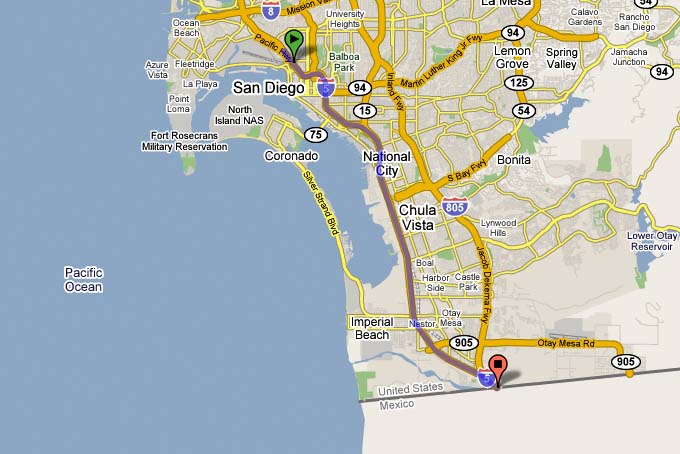 La Mesa
Ocean
Beach
8
Mission Val
University
Heights
94
Calavo
Gardens
Rancho
San Diego
Pacific Hwy
Balboa
Park
Martin Luther King Jr Fwy
Lemon
Grove
Spring
Valley
Jamacha
Junction
Azure
Vista
Fleetridge
La Playa
94
Inland Fwy
125
San Diego
5
94
Point
Loma
North
Island NAS
15
54
Fort Rosecrans
Military Reservation
75
Coronado
National
City
Bonita
S Bay Fwy
Silver Strand Blvd
805
Chula
Vista
Lynwood
Hills
Lower Otay
Reservoir
Jacob Dekema Fwy
Boal
Pacific
Ocean
Harbor
Side
Castle
Park
Otay
Mesa
Imperial
Beach
Nestor
905
Otay Mesa Rd
905
5
United States
Mexico